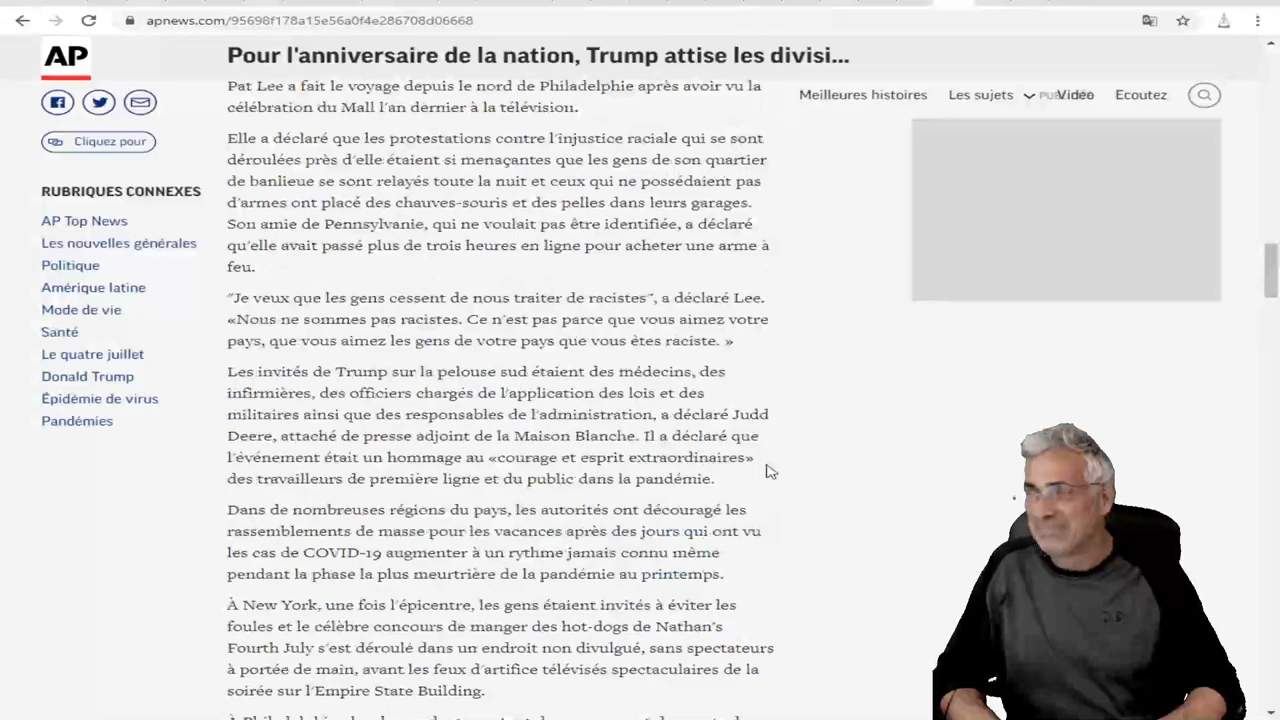 apnews.com/95698f178a15e56a0f4e286708d06668
AP
Pour l'anniversaire de la nation, Trump attise les divisi...
Meilleures histoires Les sujets Vidéo Ecoutez
Cliquez pour
RUBRIQUES CONNEXES
AP Top News
Les nouvelles générales
Politique
Amérique latine
Mode de vie
Santé
Le quatre juillet
Donald Trump
Épidémie de virus
Pandémies
Pat Lee a fait le voyage depuis le nord de Philadelphie après avoir vu la
célébration du Mall l'an dernier à la télévision.
Elle a déclaré que les protestations contre l'injustice raciale qui se sont
déroulées près d'elle étaient si menaçantes que les gens de son quartier
de banlieue se sont relayés toute la nuit et ceux qui ne possédaient pas
d'armes ont placé des chauves-souris et des pelles dans leurs garages.
Son amie de Pennsylvanie, qui ne voulait pas être identifiée, a déclaré
qu'elle avait passé plus de trois heures en ligne pour acheter une arme à
feu.
"Je veux que les gens cessent de nous traiter de racistes", a déclaré Lee.
«Nous ne sommes pas racistes. Ce n'est pas parce que vous aimez votre
pays, que vous aimez les gens de votre pays que vous êtes raciste. »
Les invités de Trump sur la pelouse sud étaient des médecins, des
infirmières, des officiers chargés de l'application des lois et des
militaires ainsi que des responsables de l'administration, a déclaré Judd
Deere, attaché de presse adjoint de la Maison Blanche. Il a déclaré que
l'événement était un hommage au «courage et esprit extraordinaires»
des travailleurs de première ligne et du public dans la pandémie.
Dans de nombreuses régions du pays, les autorités ont découragé les
rassemblements de masse pour les vacances après des jours qui ont vu
les cas de COVID-19 augmenter à un rythme jamais connu même
pendant la phase la plus meurtrière de la pandémie au printemps.
À New York, une fois l'épicentre, les gens étaient invités à éviter les
foules et le célèbre concours de manger des hot-dogs de Nathan's
Fourth July s'est déroulé dans un endroit non divulgué, sans spectateurs
à portée de main, avant les feux d'artifice télévisés spectaculaires de la
soirée sur l'Empire State Building.